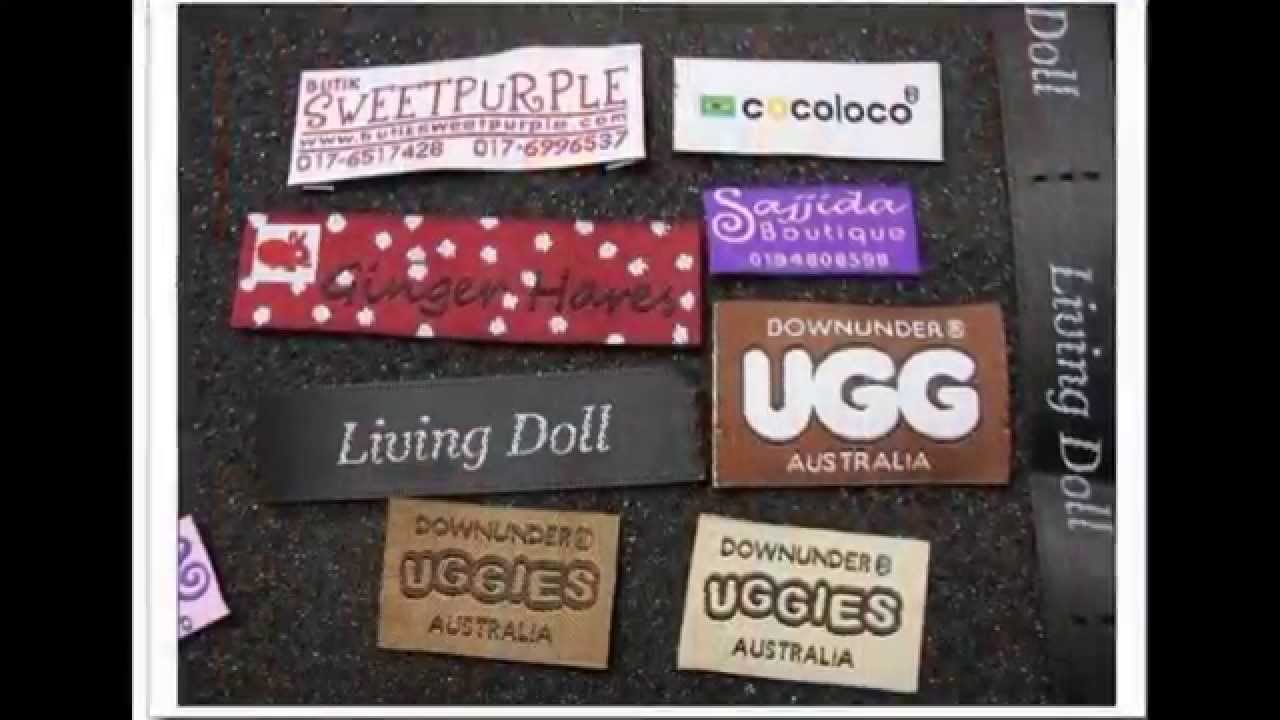 BUTIK
SWEETPURPLE
www.butiksweetpurple.com
017-6517428 017-6996537
cocoloco®
Sajjida
Boutique
0194808598
Ginger Hares
DOWNUNDER®
UGG
AUSTRALIA
Living Doll
DOWNUNDER®
UGGIES
AUSTRALIA
DOWNUNDER®
UGGIES
AUSTRALIA
Doll
Living Doll